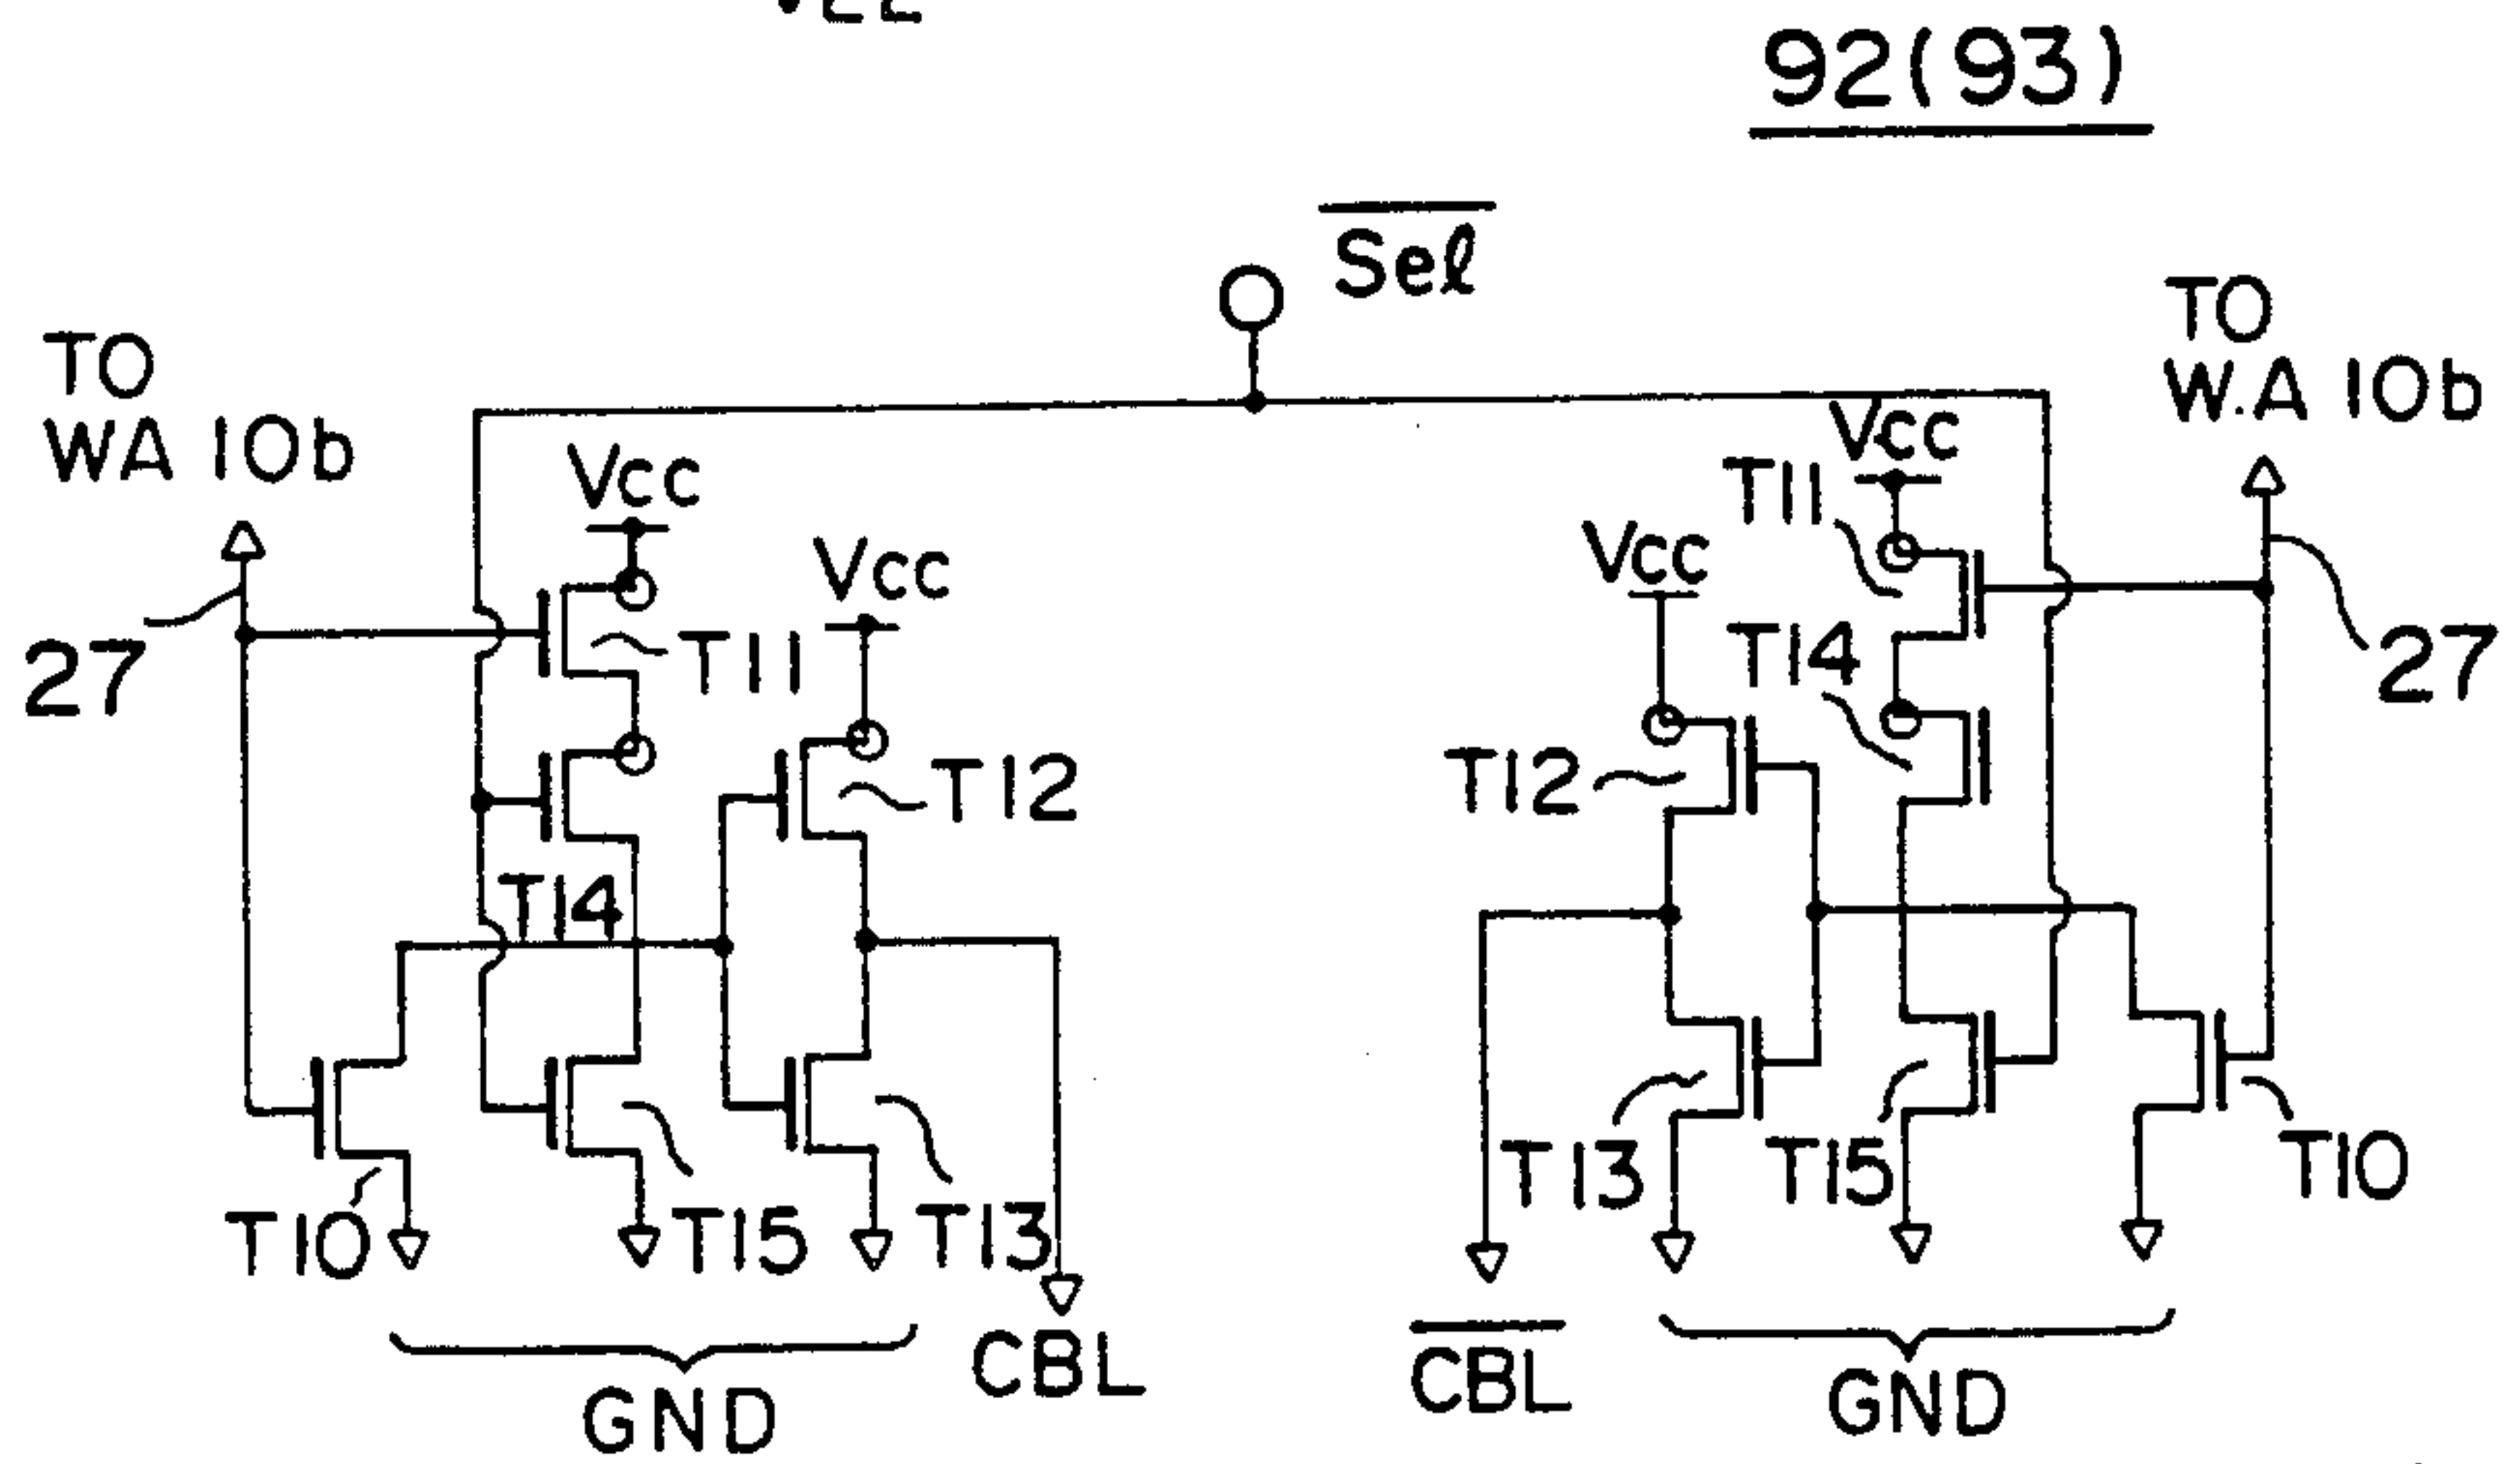 92(93)
Sel
TO
WA 10b
TO
W.A 10b
Vcc
Vcc
T11
Vcc
Vcc
27
T11
T14
27
T12
T12
T14
T10
T15
T13
T13
T15
T10
CBL
GND
CBL
GND